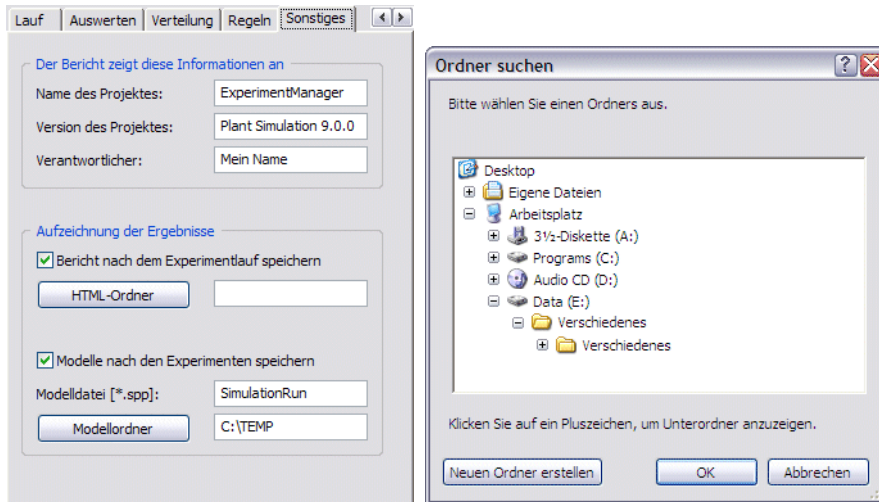 Lauf Auswerten Verteilung Regeln Sonstiges
Der Bericht zeigt diese Informationen an
Name des Projektes: ExperimentManager
Version des Projektes: Plant Simulation 9.0.0
Verantwortlicher: Mein Name
Aufzeichnung der Ergebnisse
Bericht nach dem Experimentlauf speichern
HTML-Ordner
Modelle nach den Experimenten speichern
Modelldatei [*.spp]: SimulationRun
Modellordner C:\TEMP
Ordner suchen
Bitte wählen Sie einen Ordners aus.
Desktop
Eigene Dateien
Arbeitsplatz
3½-Diskette (A:)
Programs (C:)
Audio CD (D:)
Data (E:)
Verschiedenes
Verschiedenes
Klicken Sie auf ein Pluszeichen, um Unterordner anzuzeigen.
Neuen Ordner erstellen OK Abbrechen